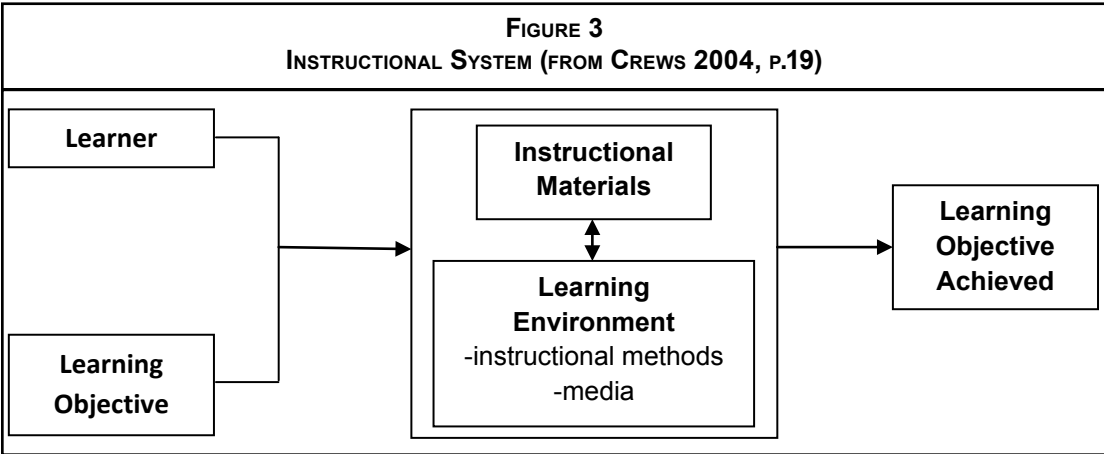 FIGURE 3
INSTRUCTIONAL SYSTEM (FROM CREWS 2004, P.19)
Learner
Learning
Objective
Instructional
Materials
Learning
Environment
-instructional methods
-media
Learning
Objective
Achieved